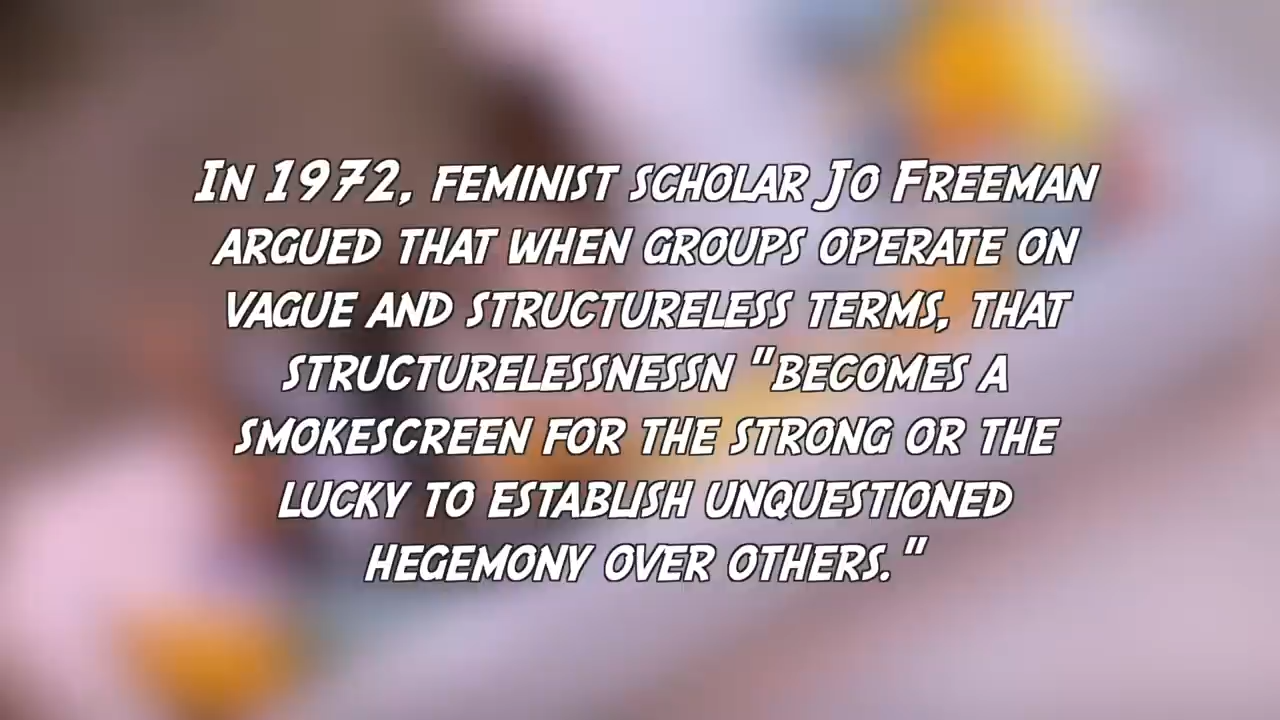 In 1972, feminist scholar Jo Freeman
argued that when groups operate on
vague and structureless terms, that
structurelessnessn "becomes a
smokescreen for the strong or the
lucky to establish unquestioned
hegemony over others."